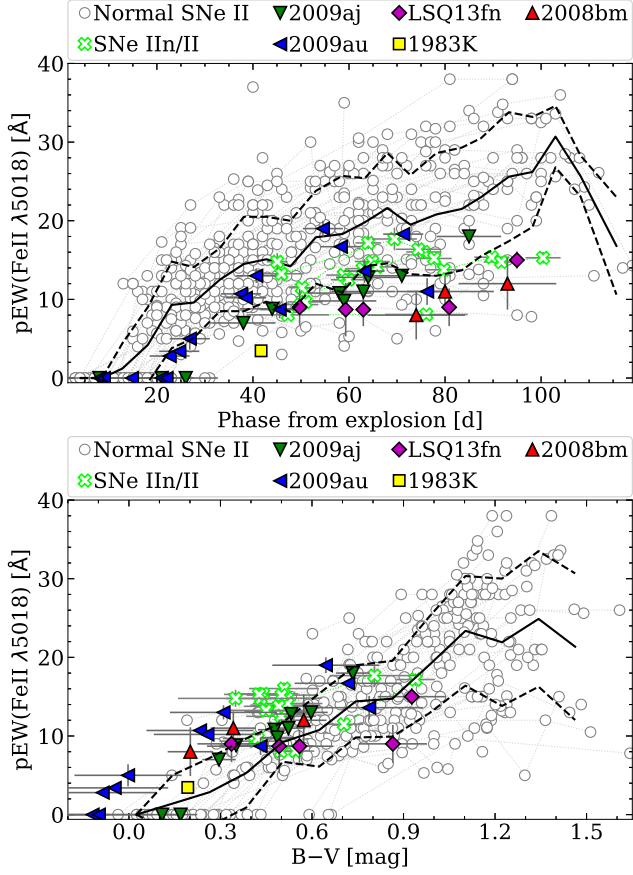 Normal SNe II 2009aj LSQ13fn 2008bm
SNe IIn/II 2009au 1983K
40
30
20
10
0
pEW(FeII λ5018) [Å]
20 40 60 80 100
Phase from explosion [d]
Normal SNe II 2009aj LSQ13fn 2008bm
SNe IIn/II 2009au 1983K
40
30
20
10
0
pEW(FeII λ5018) [Å]
0.0 0.3 0.6 0.9 1.2 1.5
B−V [mag]